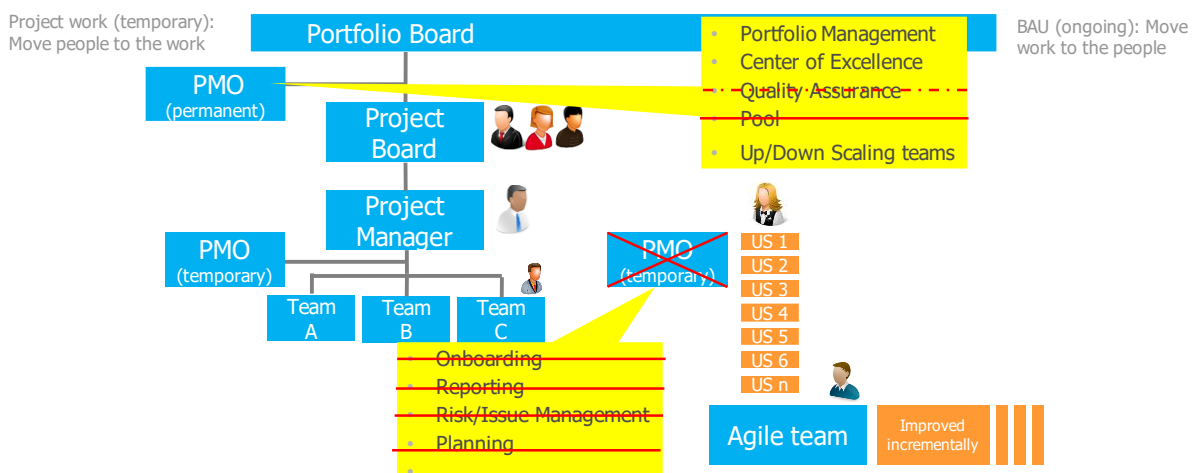 Project work (temporary):
Move people to the work
Portfolio Board
• Portfolio Management
• Center of Excellence
• Quality Assurance
• Pool
• Up/Down Scaling teams
BAU (ongoing): Move
work to the people
PMO
(permanent)
Project
Board
Project
Manager
PMO
(temporary)
Team
A
Team
B
Team
C
PMO
(temporary)
US 1
US 2
US 3
US 4
US 5
US 6
US n
• Onboarding
• Reporting
• Risk/Issue Management
• Planning
•
Agile team
Improved
incrementally